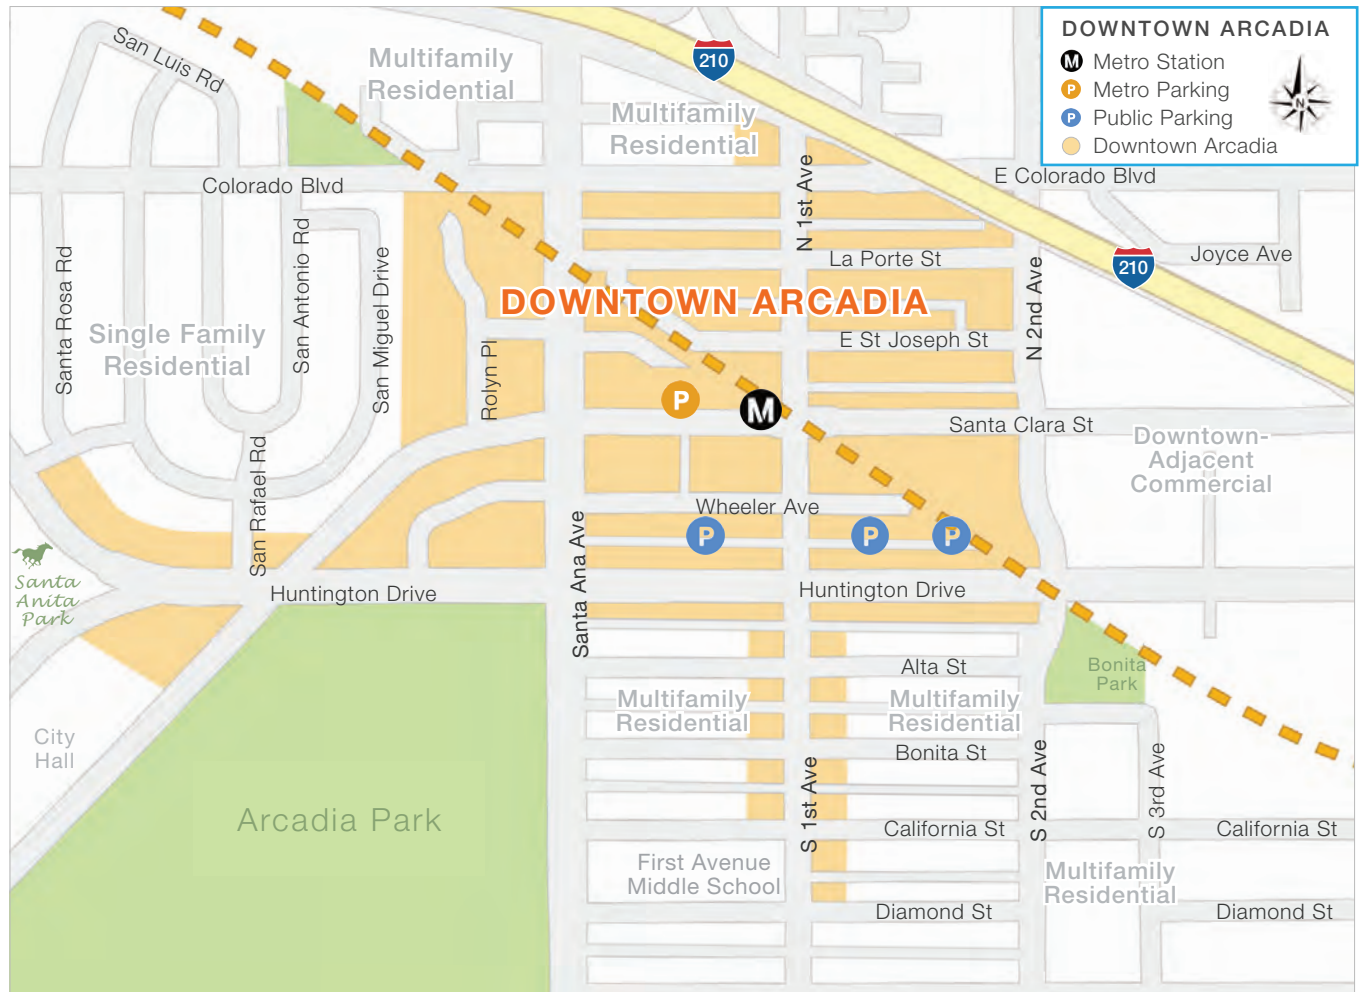 DOWNTOWN ARCADIA
M Metro Station
P Metro Parking
P Public Parking
Downtown Arcadia
N
San Luis Rd
Multifamily
Residential
210
Multifamily
Residential
Colorado Blvd
E Colorado Blvd
N 1st Ave
La Porte St
Joyce Ave
210
N 2nd Ave
Santa Rosa Rd
San Antonio Rd
San Miguel Drive
DOWNTOWN ARCADIA
Single Family
Residential
E St Joseph St
Rolyn Pl
P
M
Santa Clara St
Downtown-
Adjacent
Commercial
San Rafael Rd
Wheeler Ave
P
P
P
Santa Ana Ave
Santa
Anita
Park
Huntington Drive
Huntington Drive
Alta St
Bonita
Park
Multifamily
Residential
Multifamily
Residential
City
Hall
Bonita St
S 1st Ave
S 2nd Ave
S 3rd Ave
Arcadia Park
California St
California St
First Avenue
Middle School
Multifamily
Residential
Diamond St
Diamond St